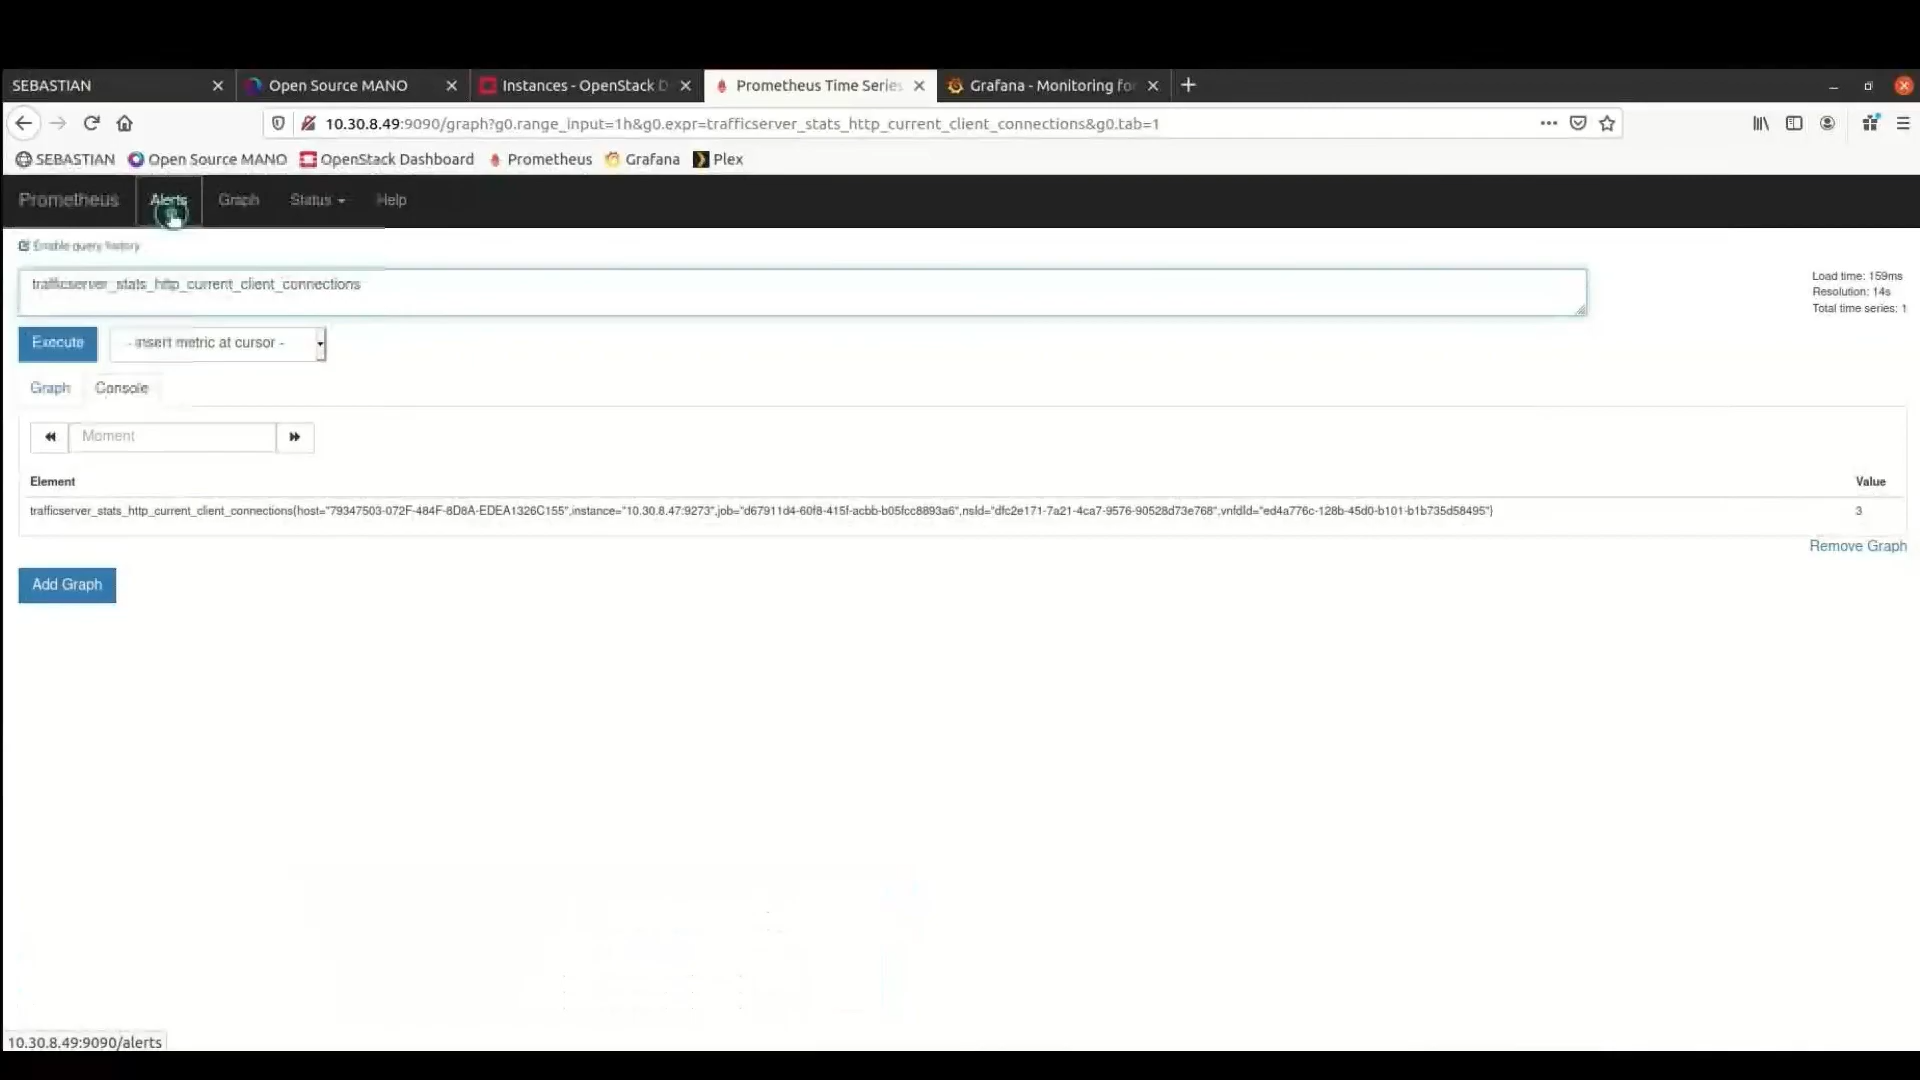 SEBASTIAN
Open Source MANO
Instances - OpenStack D
Prometheus Time Series
Grafana - Monitoring fo
10.30.8.49:9090/graph?g0.range_input=1h&g0.expr=trafficserver_stats_http_current_client_connections&g0.tab=1
SEBASTIAN Open Source MANO OpenStack Dashboard Prometheus Grafana Plex
Prometheus Alerts Graph Status Help
Enable query history
trafficserver_stats_http_current_client_connections
Load time: 159ms
Resolution: 14s
Total time series: 1
Execute - insert metric at cursor -
Graph Console
Moment
Element Value
trafficserver_stats_http_current_client_connections{host="79347503-072F-484F-8D8A-EDEA1326C155",instance="10.30.8.47:9273",job="d67911d4-60f8-415f-acbb-b05fcc8893a6",nsId="dfc2e171-7a21-4ca7-9576-90528d73e768",vnfdId="ed4a776c-128b-45d0-b101-b1b735d58495"} 3
Remove Graph
Add Graph
10.30.8.49:9090/alerts